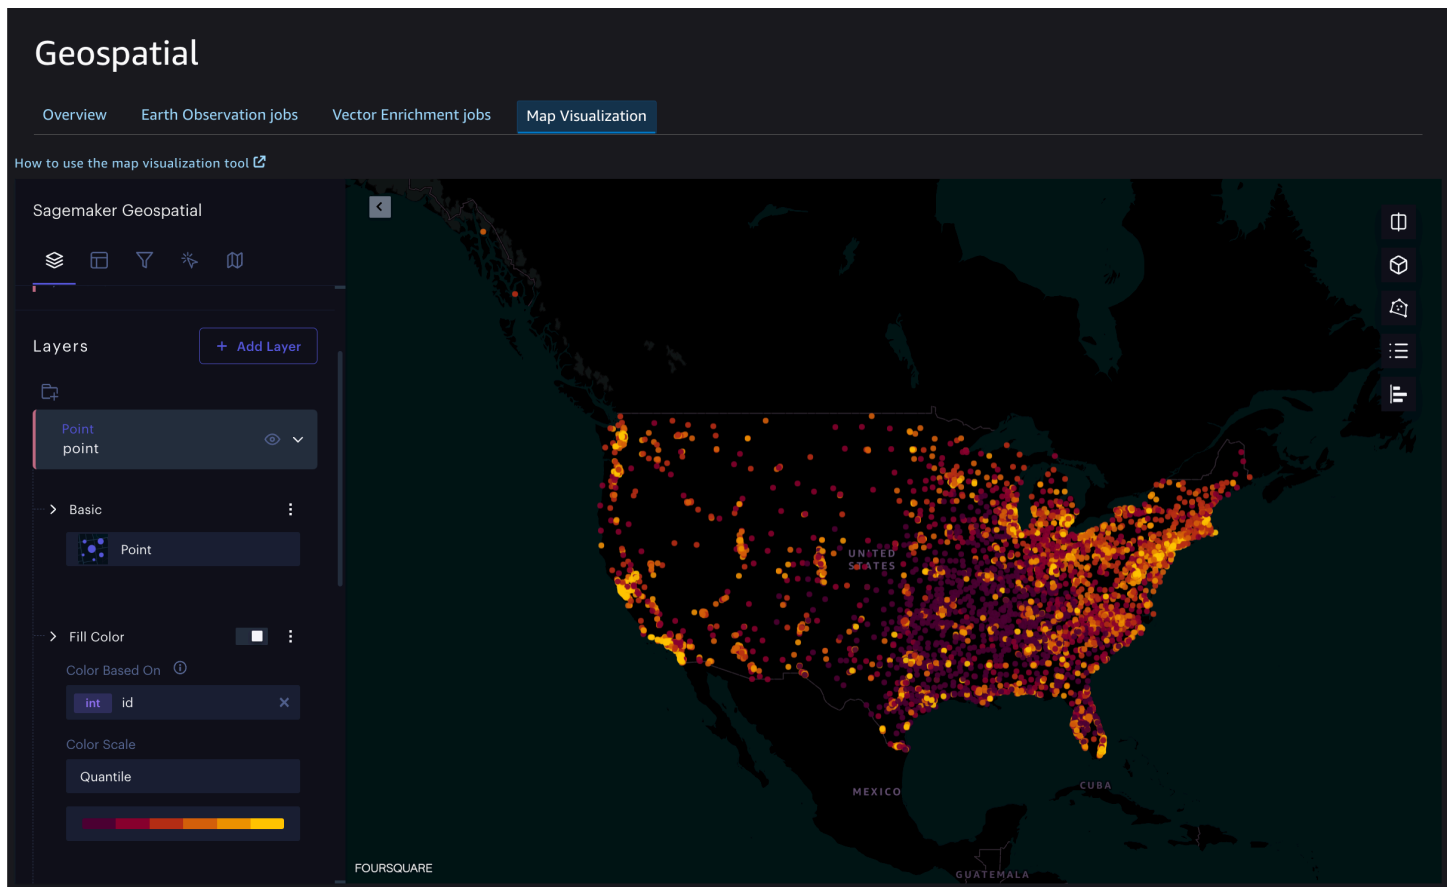 Geospatial
Overview
Earth Observation jobs
Vector Enrichment jobs
Map Visualization
How to use the map visualization tool
Sagemaker Geospatial
Layers
+ Add Layer
Point
point
Basic
Point
Fill Color
Color Based On
int id
Color Scale
Quantile
UNITED
STATES
MEXICO
CUBA
GUATEMALA
FOURSQUARE